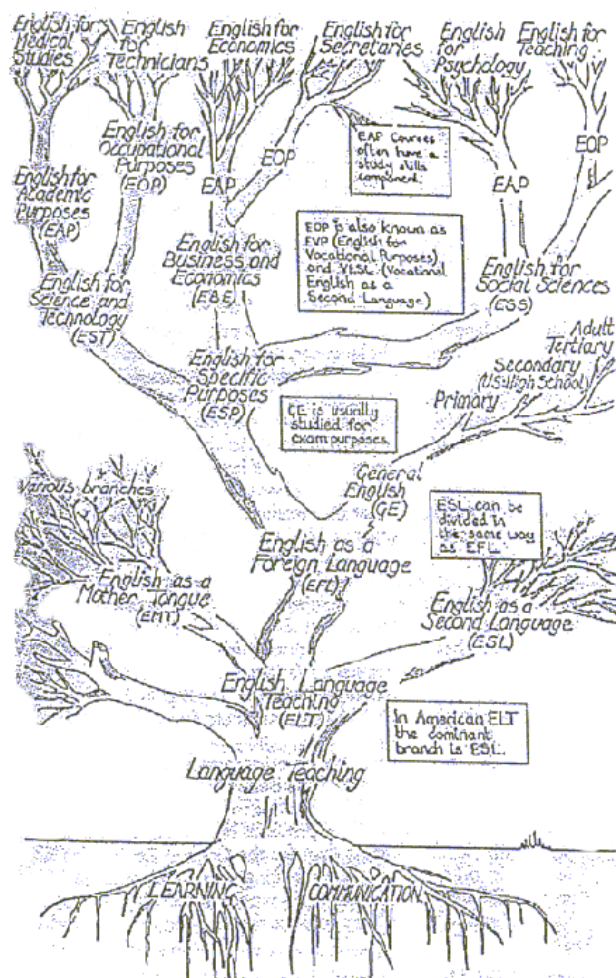 English for
Medical
Studies
English
for
Technicians
English for
Economics
English for
Secretaries
English
for
Psychology
English for
Teaching
English for
Occupational
Purposes
(EOP)
EAP
EOP
EAP Courses
often have a
study skills
component.
EAP
EOP
English for
Academic
Purposes
(EAP)
English for
Business and
Economics
(EBE)
EOP is also known as
EVP (English for
Vocational Purposes)
and VESL (Vocational
English as a
Second Language)
English for
Social Sciences
(ESS)
English for
Science and
Technology
(EST)
English for
Specific
Purposes
(ESP)
Adult
Tertiary
Secondary
(US High School)
Primary
GE is usually
studied for
exam purposes.
General
English
(GE)
Various branches
English as a
Foreign Language
(EFL)
ESL can be
divided in
the same way
as EFL.
English as a
Mother Tongue
(EMT)
English as a
Second Language
(ESL)
English Language
Teaching
(ELT)
In American ELT
the dominant
branch is ESL.
Language Teaching
LEARNING
COMMUNICATION